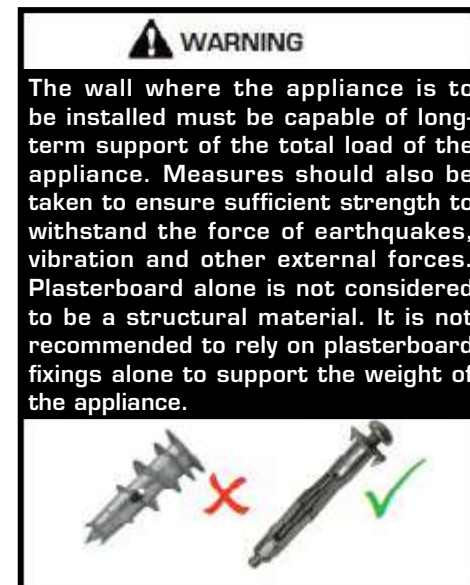 WARNING
The wall where the appliance is to
be installed must be capable of long-
term support of the total load of the
appliance. Measures should also be
taken to ensure sufficient strength to
withstand the force of earthquakes,
vibration and other external forces.
Plasterboard alone is not considered
to be a structural material. It is not
recommended to rely on plasterboard
fixings alone to support the weight of
the appliance.